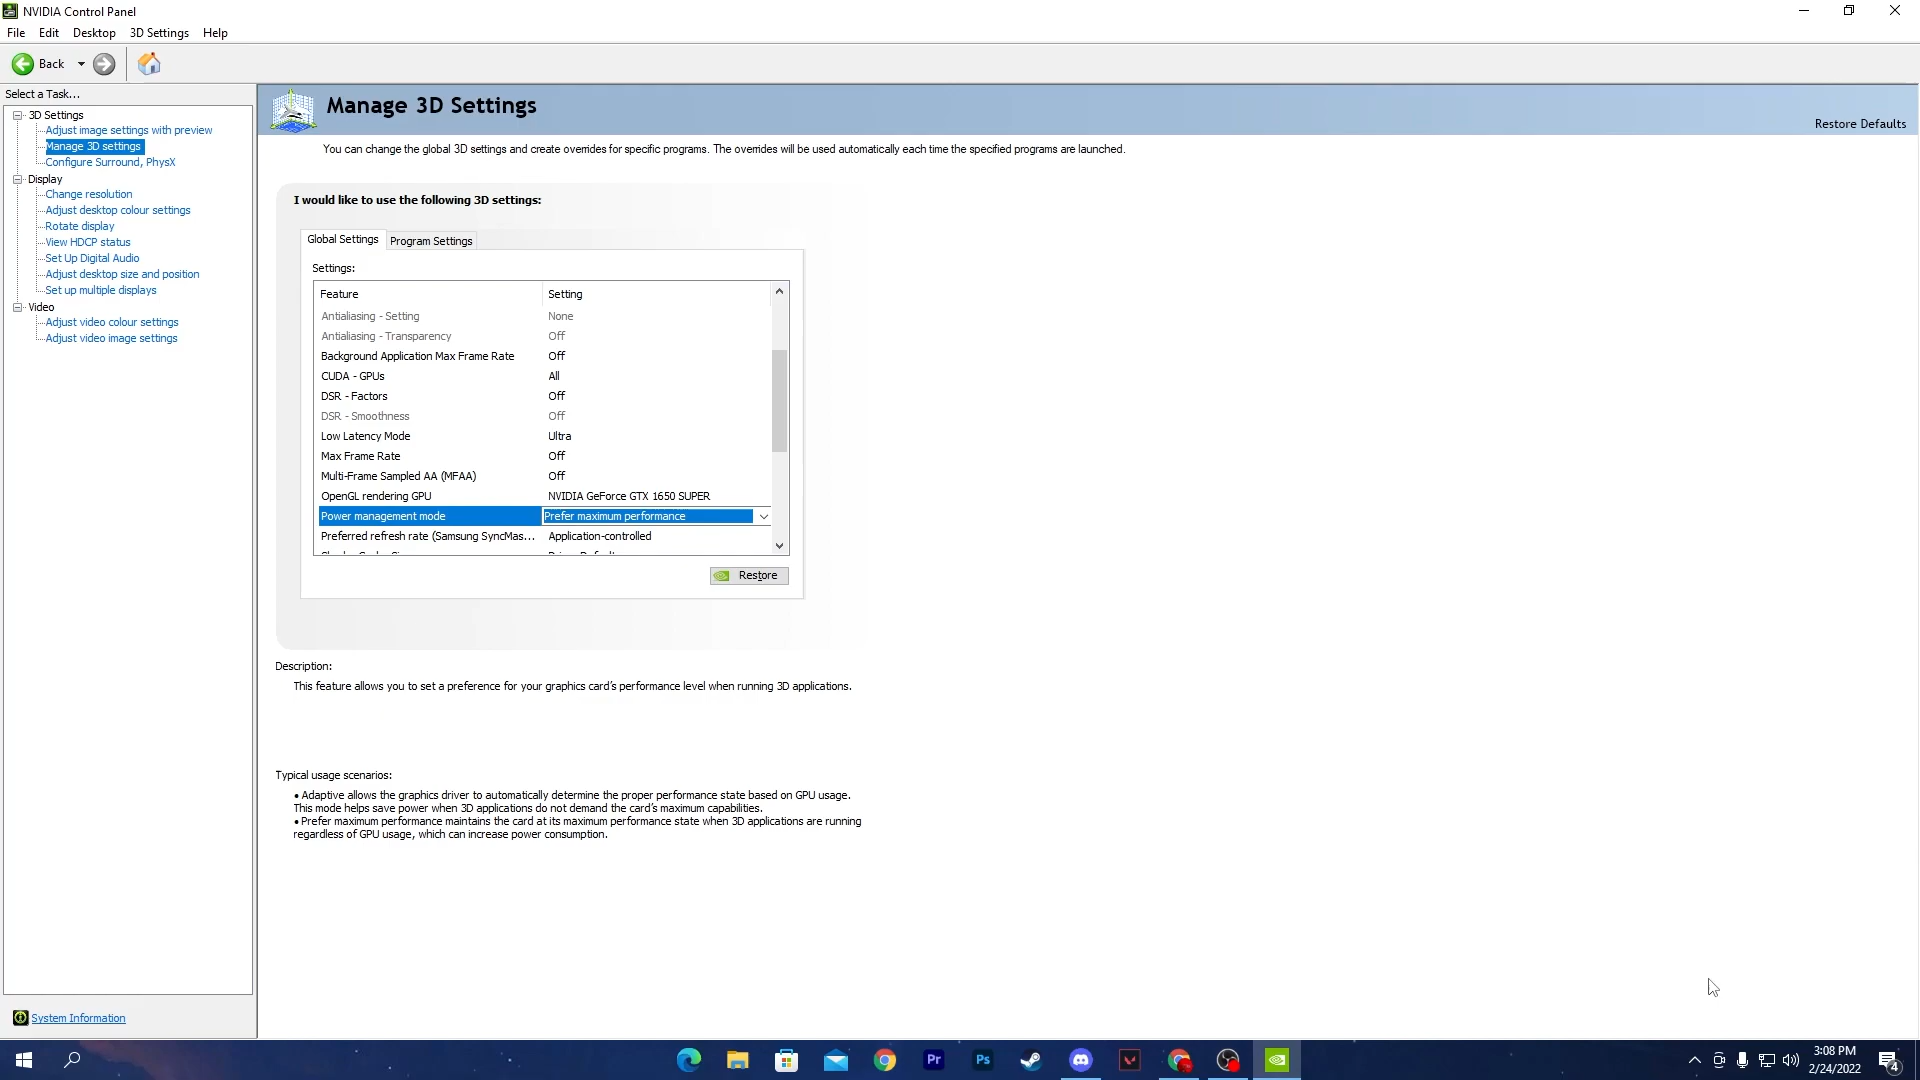 NVIDIA Control Panel
File Edit Desktop 3D Settings Help
Back
Select a Task...
3D Settings
Adjust image settings with preview
Manage 3D settings
Configure Surround, PhysX
Display
Change resolution
Adjust desktop colour settings
Rotate display
View HDCP status
Set Up Digital Audio
Adjust desktop size and position
Set up multiple displays
Video
Adjust video colour settings
Adjust video image settings
System Information
Manage 3D Settings
Restore Defaults
You can change the global 3D settings and create overrides for specific programs. The overrides will be used automatically each time the specified programs are launched.
I would like to use the following 3D settings:
Global Settings Program Settings
Settings:
Feature Setting
Antialiasing - Setting None
Antialiasing - Transparency Off
Background Application Max Frame Rate Off
CUDA - GPUs All
DSR - Factors Off
DSR - Smoothness Off
Low Latency Mode Ultra
Max Frame Rate Off
Multi-Frame Sampled AA (MFAA) Off
OpenGL rendering GPU NVIDIA GeForce GTX 1650 SUPER
Power management mode Prefer maximum performance
Preferred refresh rate (Samsung SyncMas... Application-controlled
Restore
Description:
This feature allows you to set a preference for your graphics card's performance level when running 3D applications.
Typical usage scenarios:
• Adaptive allows the graphics driver to automatically determine the proper performance state based on GPU usage.
This mode helps save power when 3D applications do not demand the card's maximum capabilities.
• Prefer maximum performance maintains the card at its maximum performance state when 3D applications are running
regardless of GPU usage, which can increase power consumption.
Pr
Ps
3:08 PM
2/24/2022
4